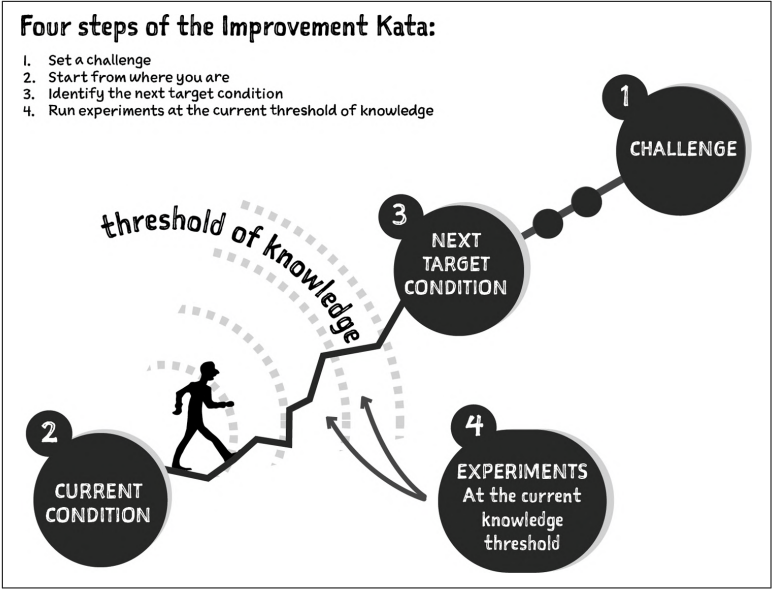 Four steps of the Improvement Kata:
1. Set a challenge
2. Start from where you are
3. Identify the next target condition
4. Run experiments at the current threshold of knowledge
1
CHALLENGE
3
NEXT
TARGET
CONDITION
threshold of knowledge
2
CURRENT
CONDITION
4
EXPERIMENTS
At the current
knowledge
threshold